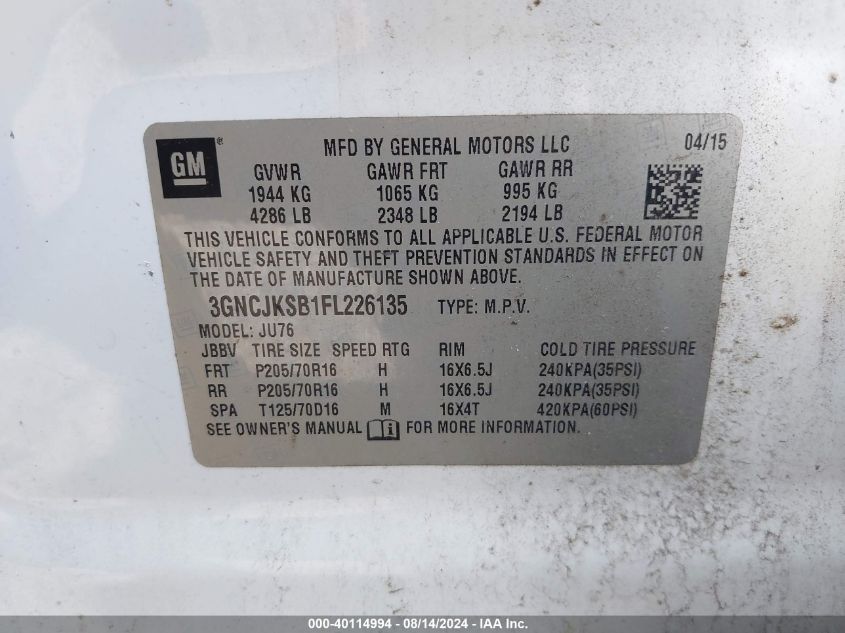 GM ®
MFD BY GENERAL MOTORS LLC 04/15
GVWR GAWR FRT GAWR RR
1944 KG 1065 KG 995 KG
4286 LB 2348 LB 2194 LB
THIS VEHICLE CONFORMS TO ALL APPLICABLE U.S. FEDERAL MOTOR
VEHICLE SAFETY AND THEFT PREVENTION STANDARDS IN EFFECT ON
THE DATE OF MANUFACTURE SHOWN ABOVE.
3GNCJKSB1FL226135 TYPE: M.P.V.
MODEL: JU76
JBBV TIRE SIZE SPEED RTG RIM COLD TIRE PRESSURE
FRT P205/70R16 H 16X6.5J 240KPA(35PSI)
RR P205/70R16 H 16X6.5J 240KPA(35PSI)
SPA T125/70D16 M 16X4T 420KPA(60PSI)
SEE OWNER'S MANUAL FOR MORE INFORMATION.
000-40114994 - 08/14/2024 - IAA Inc.